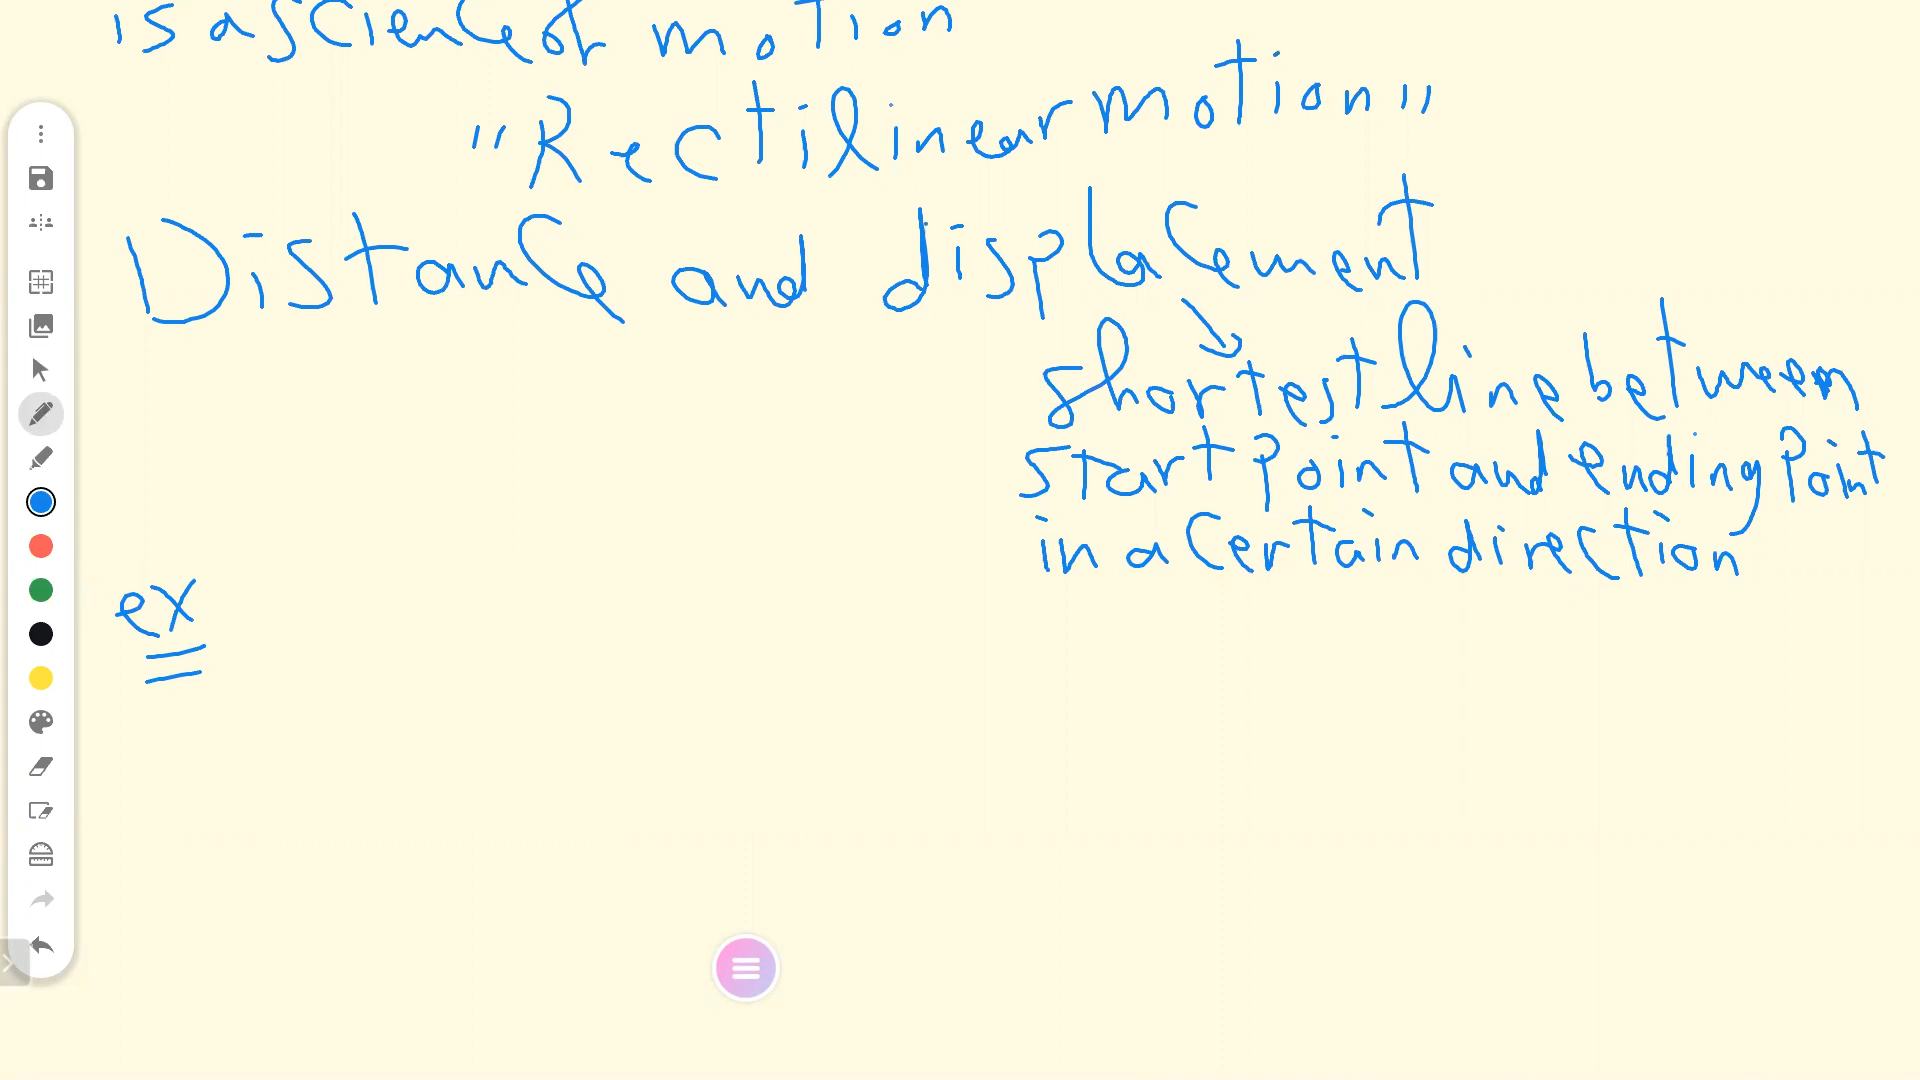 is a science of motion
"Rectilinear motion"
Distance and displacement
shortest line between
start point and ending point
in a certain direction
ex